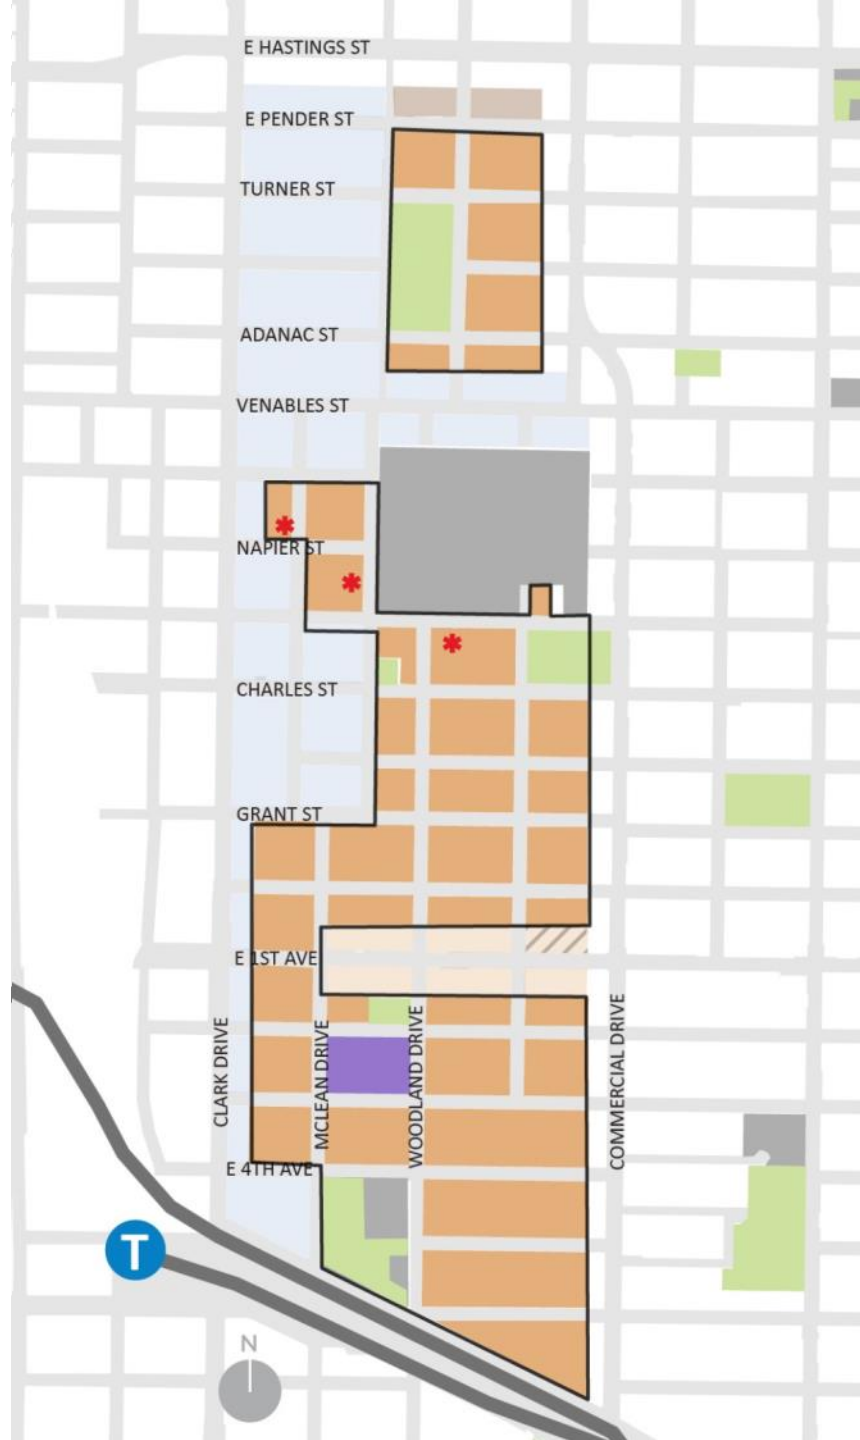 E HASTINGS ST
E PENDER ST
TURNER ST
ADANAC ST
VENABLES ST
NAPIER ST
CHARLES ST
GRANT ST
E 1ST AVE
CLARK DRIVE
MCLEAN DRIVE
WOODLAND DRIVE
COMMERCIAL DRIVE
E 4TH AVE
T
N